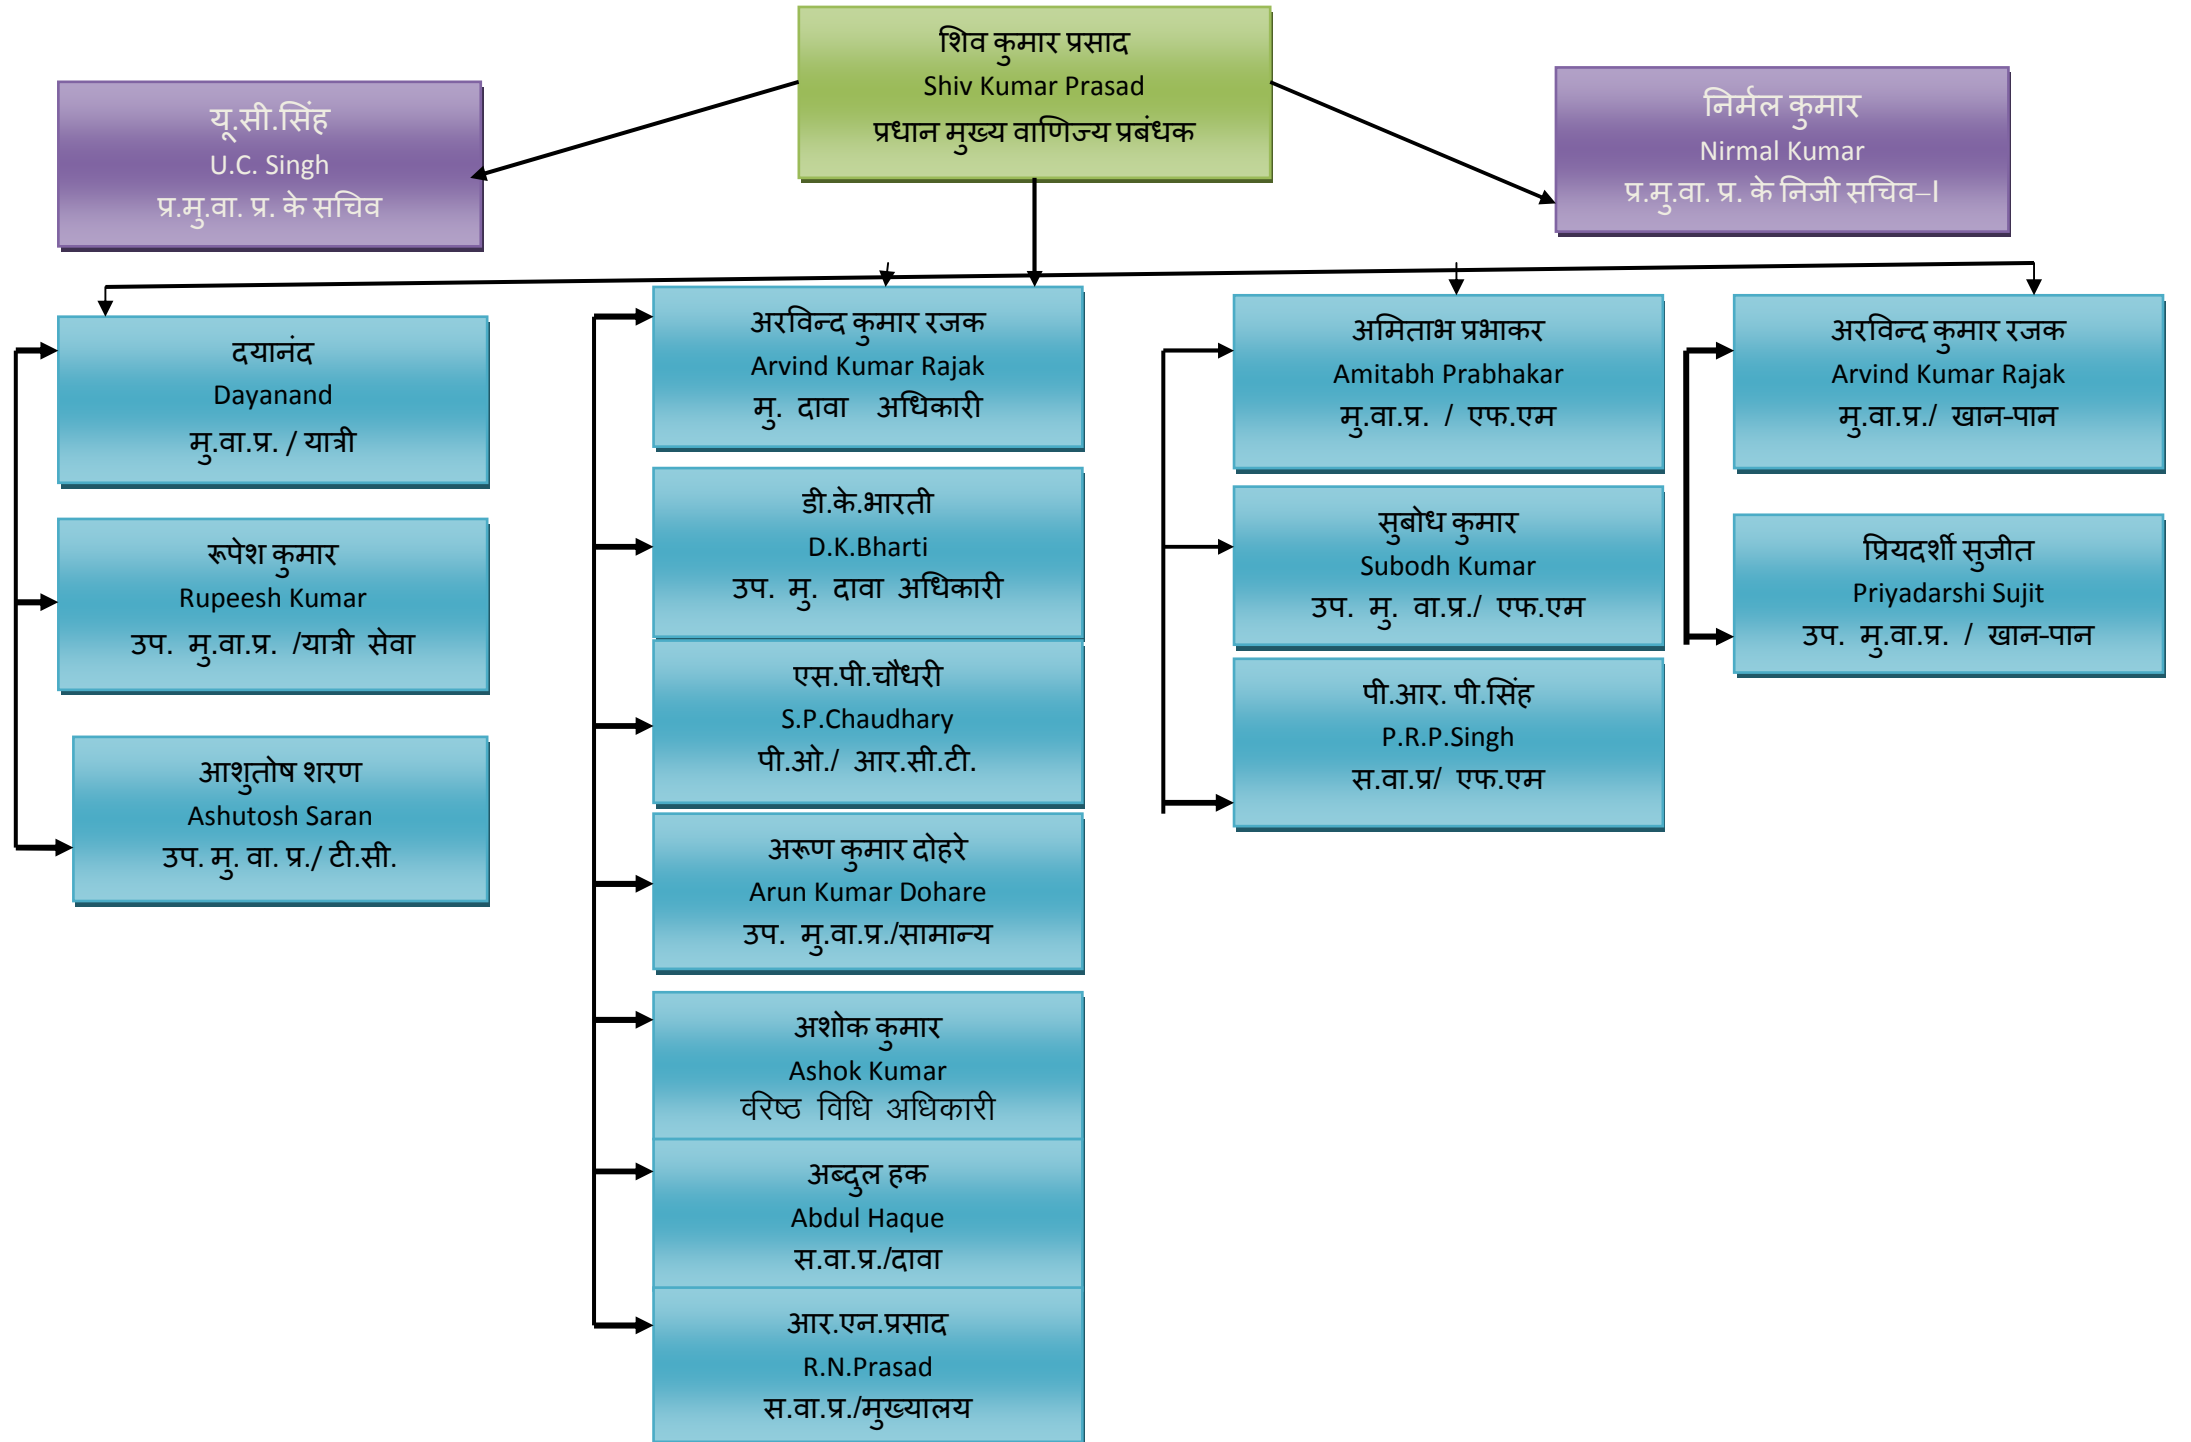 शिव कुमार प्रसाद
Shiv Kumar Prasad
प्रधान मुख्य वाणिज्य प्रबंधक
यू.सी.सिंह
U.C. Singh
प्र.मु.वा. प्र. के सचिव
निर्मल कुमार
Nirmal Kumar
प्र.मु.वा. प्र. के निजी सचिव–I
दयानंद
Dayanand
मु.वा.प्र. / यात्री
रूपेश कुमार
Rupeesh Kumar
उप. मु.वा.प्र. /यात्री सेवा
आशुतोष शरण
Ashutosh Saran
उप. मु. वा. प्र./ टी.सी.
अरविन्द कुमार रजक
Arvind Kumar Rajak
मु. दावा अधिकारी
डी.के.भारती
D.K.Bharti
उप. मु. दावा अधिकारी
एस.पी.चौधरी
S.P.Chaudhary
पी.ओ./ आर.सी.टी.
अरूण कुमार दोहरे
Arun Kumar Dohare
उप. मु.वा.प्र./सामान्य
अशोक कुमार
Ashok Kumar
वरिष्ठ विधि अधिकारी
अब्दुल हक
Abdul Haque
स.वा.प्र./दावा
आर.एन.प्रसाद
R.N.Prasad
स.वा.प्र./मुख्यालय
अमिताभ प्रभाकर
Amitabh Prabhakar
मु.वा.प्र. / एफ.एम
सुबोध कुमार
Subodh Kumar
उप. मु. वा.प्र./ एफ.एम
पी.आर. पी.सिंह
P.R.P.Singh
स.वा.प्र/ एफ.एम
अरविन्द कुमार रजक
Arvind Kumar Rajak
मु.वा.प्र./ खान-पान
प्रियदर्शी सुजीत
Priyadarshi Sujit
उप. मु.वा.प्र. / खान-पान